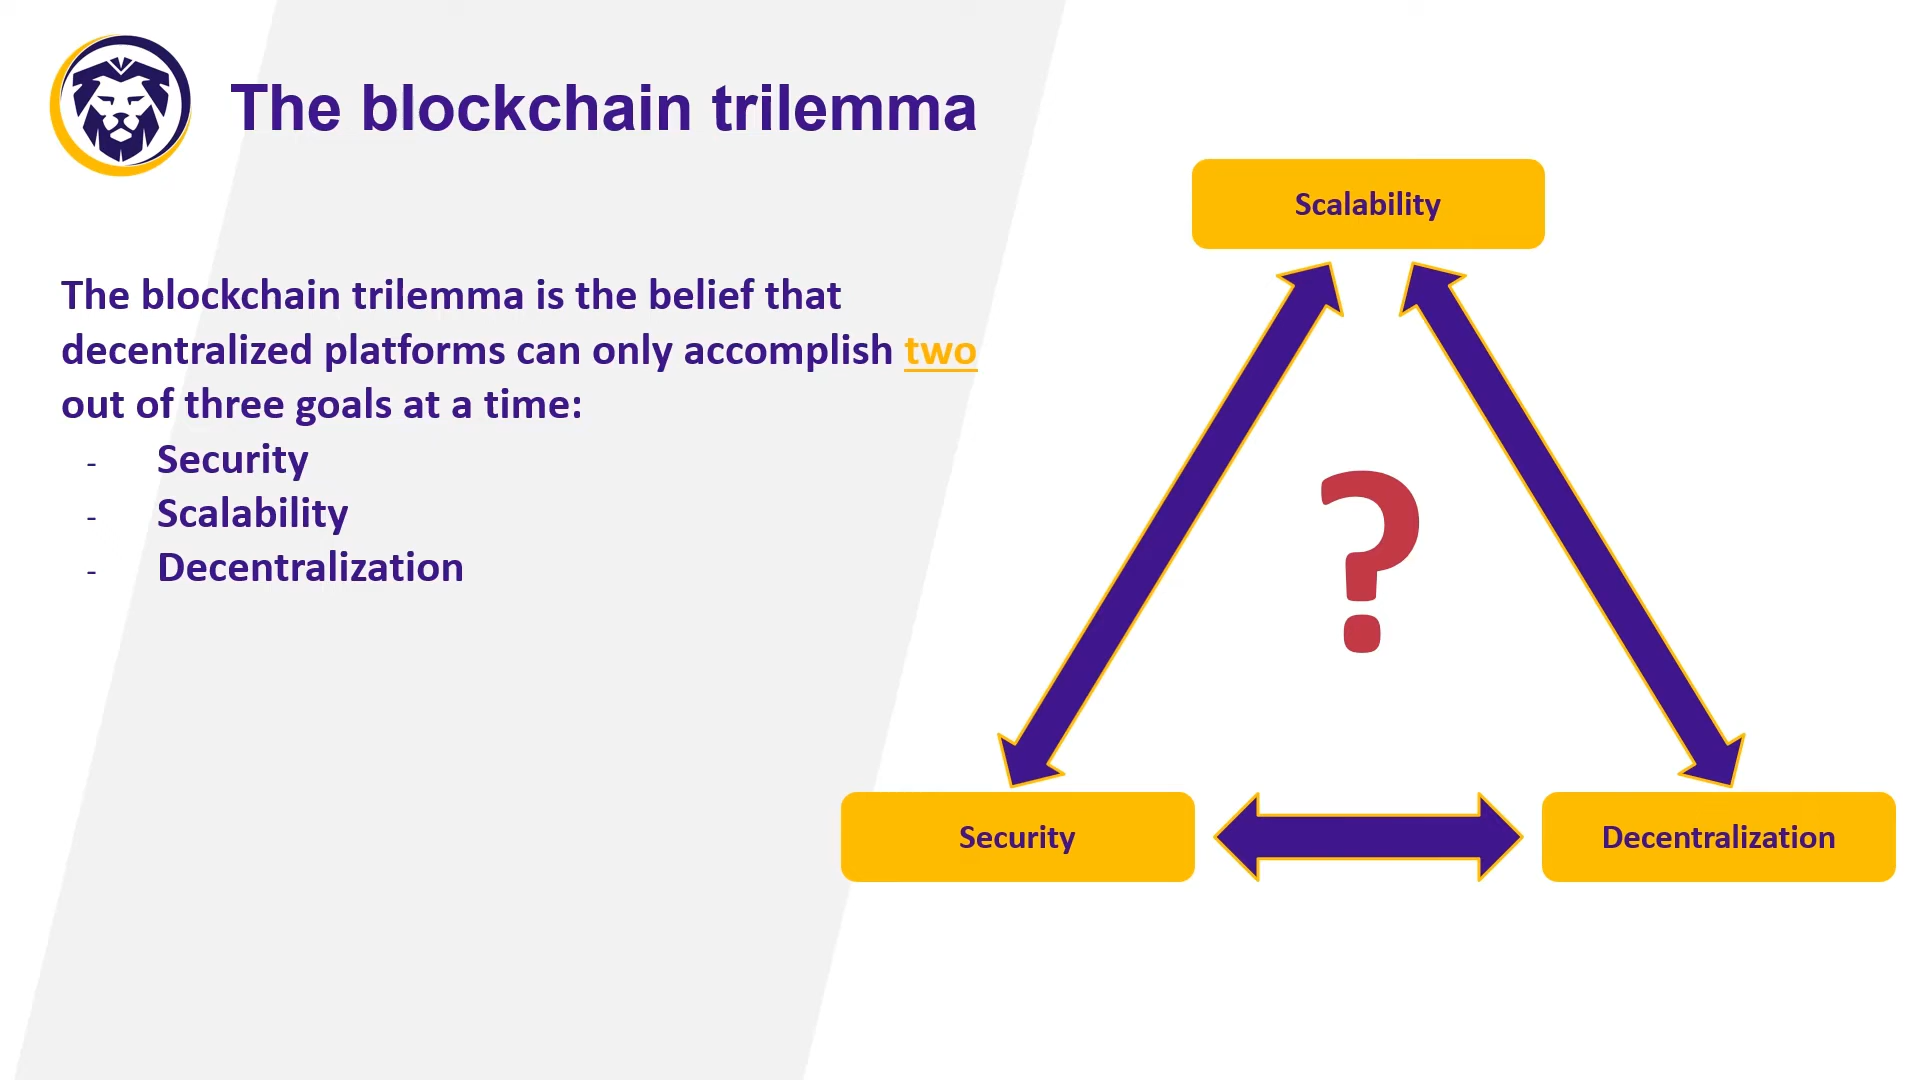 The blockchain trilemma
The blockchain trilemma is the belief that
decentralized platforms can only accomplish two
out of three goals at a time:
- Security
- Scalability
- Decentralization
Scalability
?
Security
Decentralization